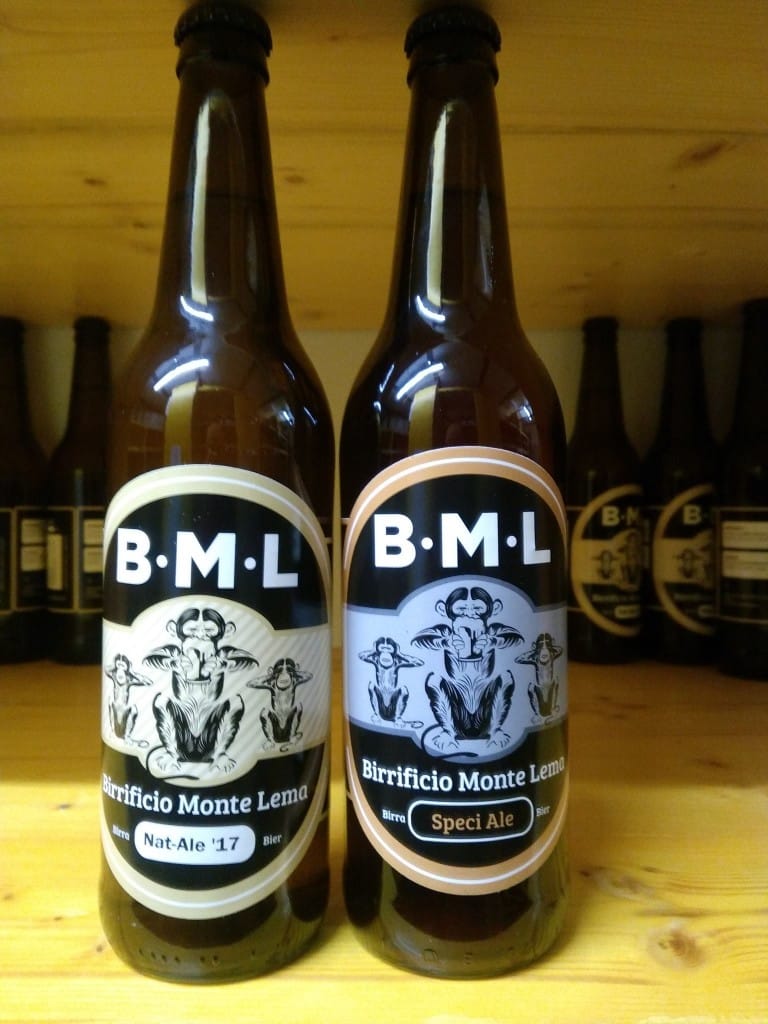 B·M·L
Birrificio Monte Lema
Birra Nat-Ale '17 Bier
B·M·L
Birrificio Monte Lema
Birra Speci Ale Bier
B·M
B·